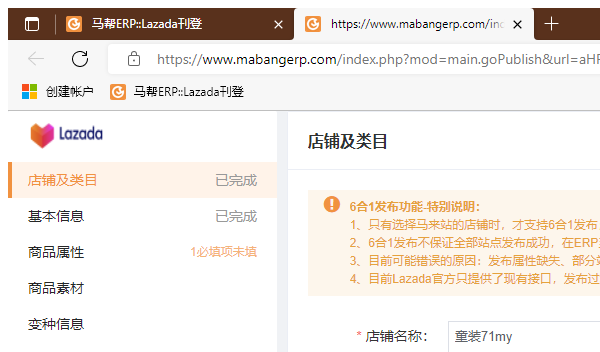 马帮ERP::Lazada刊登
https://www.mabangerp.com/inc
https://www.mabangerp.com/index.php?mod=main.goPublish&url=aHF
创建帐户
马帮ERP::Lazada刊登
Lazada
店铺及类目 已完成
基本信息 已完成
商品属性 1必填项未填
商品素材
变种信息
店铺及类目
6合1发布功能-特别说明:
1、只有选择马来站的店铺时，才支持6合1发布
2、6合1发布不保证全部站点发布成功，在ERP
3、目前可能错误的原因: 发布属性缺失、部分
4、目前Lazada官方只提供了现有接口，发布过
* 店铺名称: 童装71my